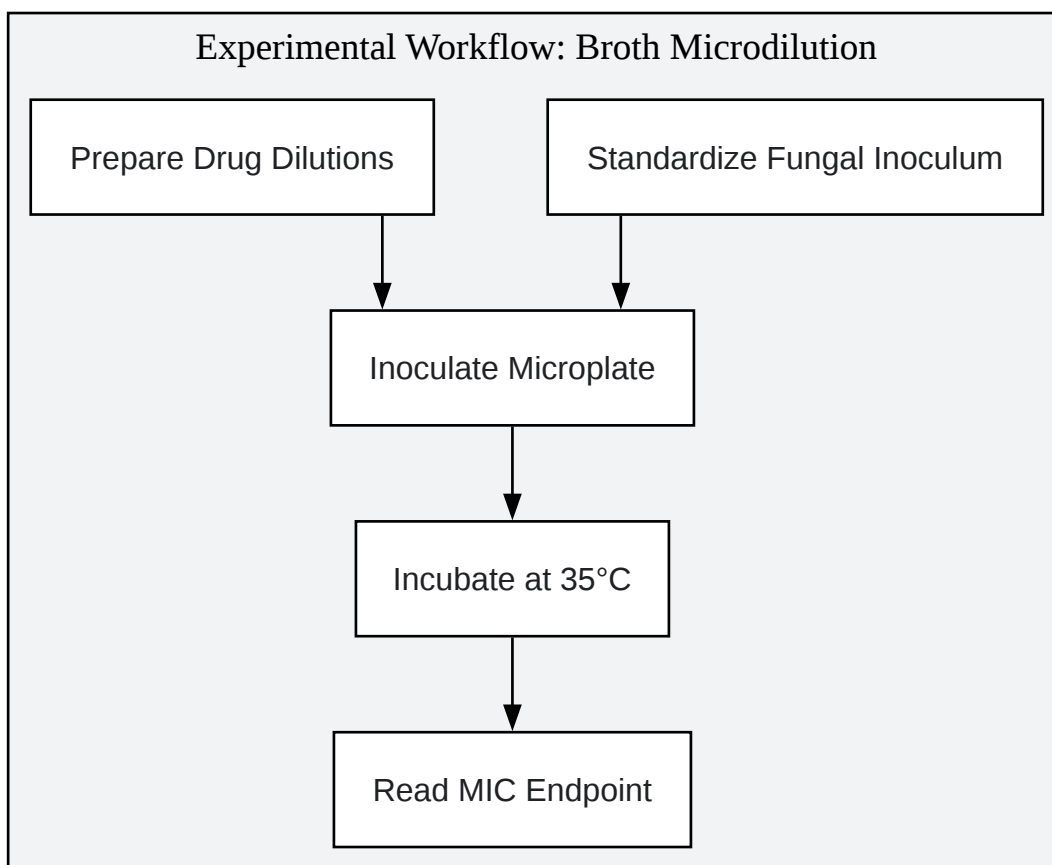 Experimental Workflow: Broth Microdilution
Prepare Drug Dilutions
Standardize Fungal Inoculum
Inoculate Microplate
Incubate at 35°C
Read MIC Endpoint